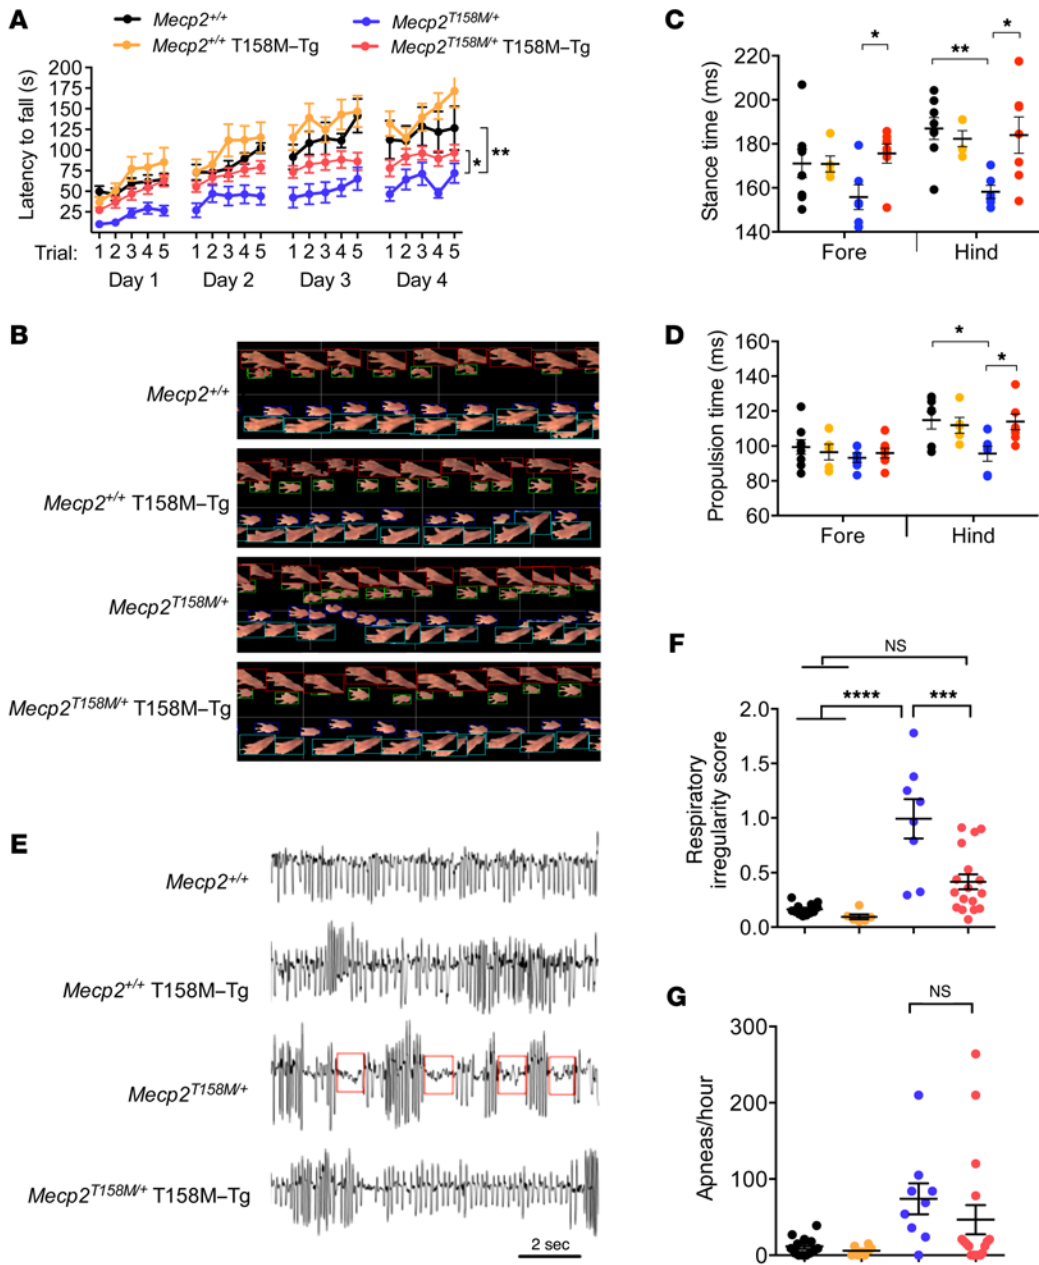 A
Mecp2+/+
Mecp2T158M/+
Mecp2+/+ T158M–Tg
Mecp2T158M/+ T158M–Tg
Latency to fall (s)
200
175
150
125
100
75
50
25
*
**
Trial:
1 2 3 4 5
1 2 3 4 5
1 2 3 4 5
1 2 3 4 5
Day 1
Day 2
Day 3
Day 4
B
Mecp2+/+
Mecp2+/+ T158M–Tg
Mecp2T158M/+
Mecp2T158M/+ T158M–Tg
C
Stance time (ms)
220
200
180
160
140
*
**
*
Fore
Hind
D
Propulsion time (ms)
160
140
120
100
80
60
*
*
Fore
Hind
E
Mecp2+/+
Mecp2+/+ T158M–Tg
Mecp2T158M/+
Mecp2T158M/+ T158M–Tg
2 sec
F
NS
****
***
Respiratory
irregularity score
2.0
1.5
1.0
0.5
0.0
G
NS
Apneas/hour
300
200
100
0